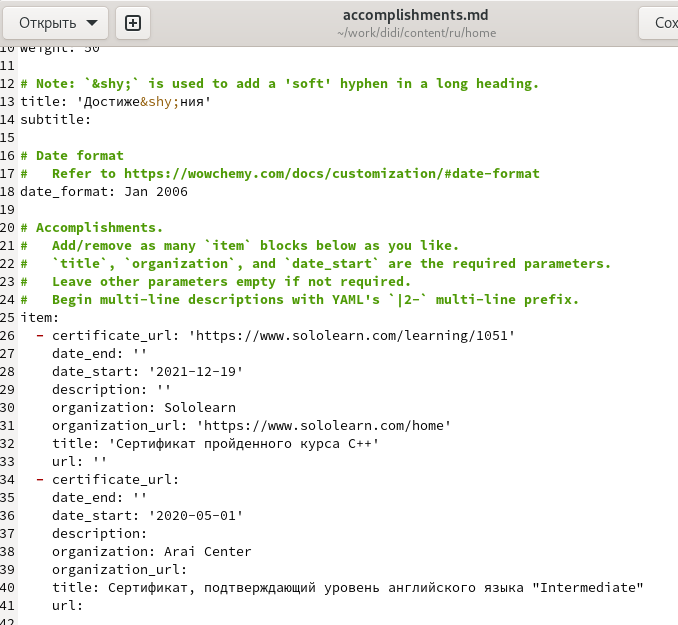 Открыть
accomplishments.md
~/work/didi/content/ru/home
Сох
10 weight: 50
11
12 # Note: `&shy;` is used to add a 'soft' hyphen in a long heading.
13 title: 'Достиже&shy;ния'
14 subtitle:
15
16 # Date format
17 #   Refer to https://wowchemy.com/docs/customization/#date-format
18 date_format: Jan 2006
19
20 # Accomplishments.
21 #   Add/remove as many `item` blocks below as you like.
22 #   `title`, `organization`, and `date_start` are the required parameters.
23 #   Leave other parameters empty if not required.
24 #   Begin multi-line descriptions with YAML's `|2-` multi-line prefix.
25 item:
26   - certificate_url: 'https://www.sololearn.com/learning/1051'
27     date_end: ''
28     date_start: '2021-12-19'
29     description: ''
30     organization: Sololearn
31     organization_url: 'https://www.sololearn.com/home'
32     title: 'Сертификат пройденного курса C++'
33     url: ''
34   - certificate_url:
35     date_end: ''
36     date_start: '2020-05-01'
37     description:
38     organization: Arai Center
39     organization_url:
40     title: Сертификат, подтверждающий уровень английского языка "Intermediate"
41     url:
42